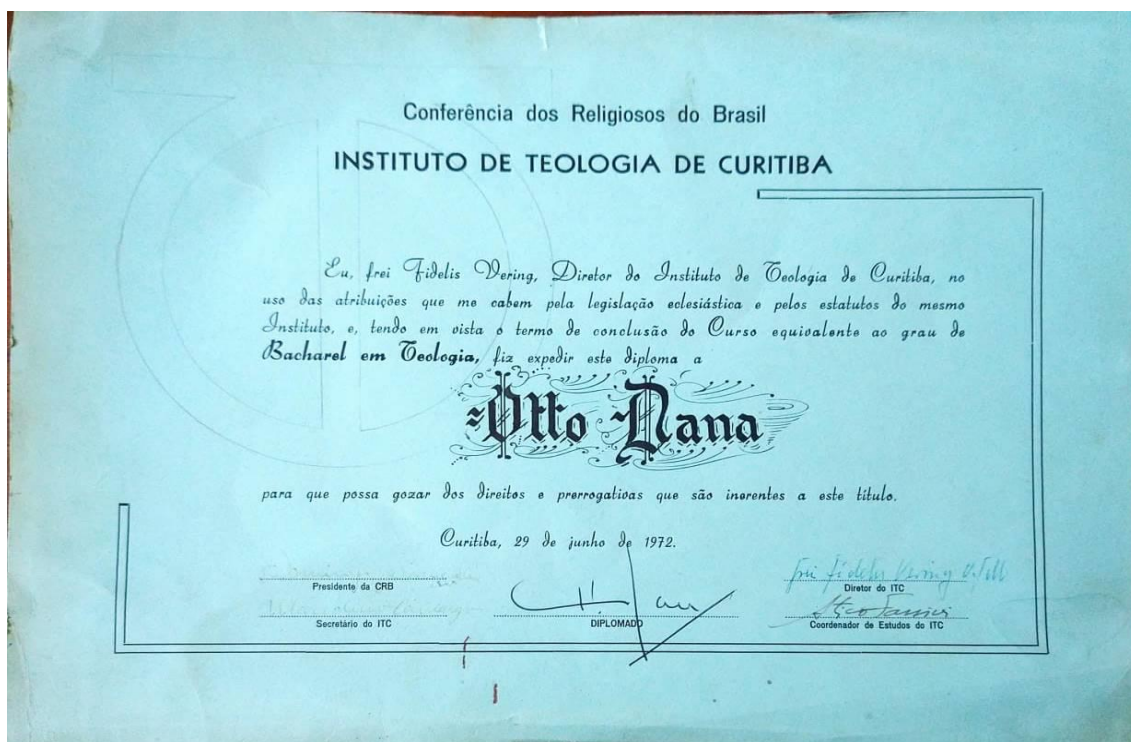 Conferência dos Religiosos do Brasil
INSTITUTO DE TEOLOGIA DE CURITIBA
Eu, frei Fidelis Vering, Diretor do Instituto de Teologia de Curitiba, no
uso das atribuições que me cabem pela legislação eclesiástica e pelos estatutos do mesmo
Instituto, e, tendo em vista o termo de conclusão do Curso equivalente ao grau de
Bacharel em Teologia, fiz expedir este diploma a
Otto Dana
para que possa gozar dos direitos e prerrogativas que são inerentes a este título.
Curitiba, 29 de junho de 1972.
frei Fidelis Vering
Presidente da CRB
Diretor do ITC
Secretário do ITC
DIPLOMADO
Coordenador de Estudos do ITC